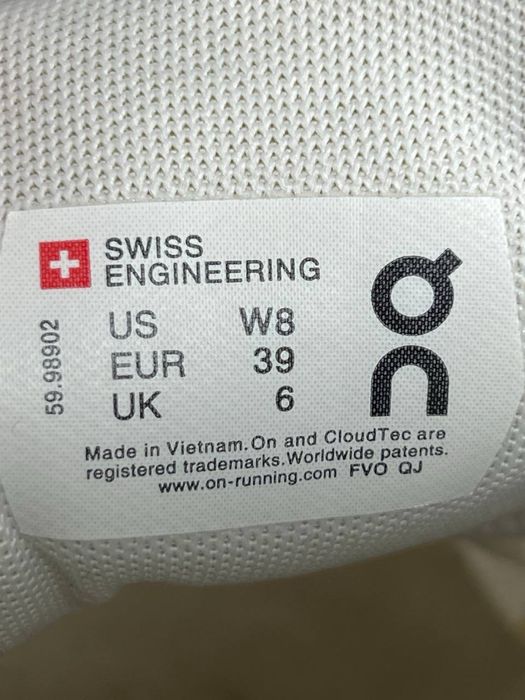 SWISS
ENGINEERING
US W8
EUR 39
UK 6
59.98902
On
Made in Vietnam. On and CloudTec are
registered trademarks. Worldwide patents.
www.on-running.com FVO QJ